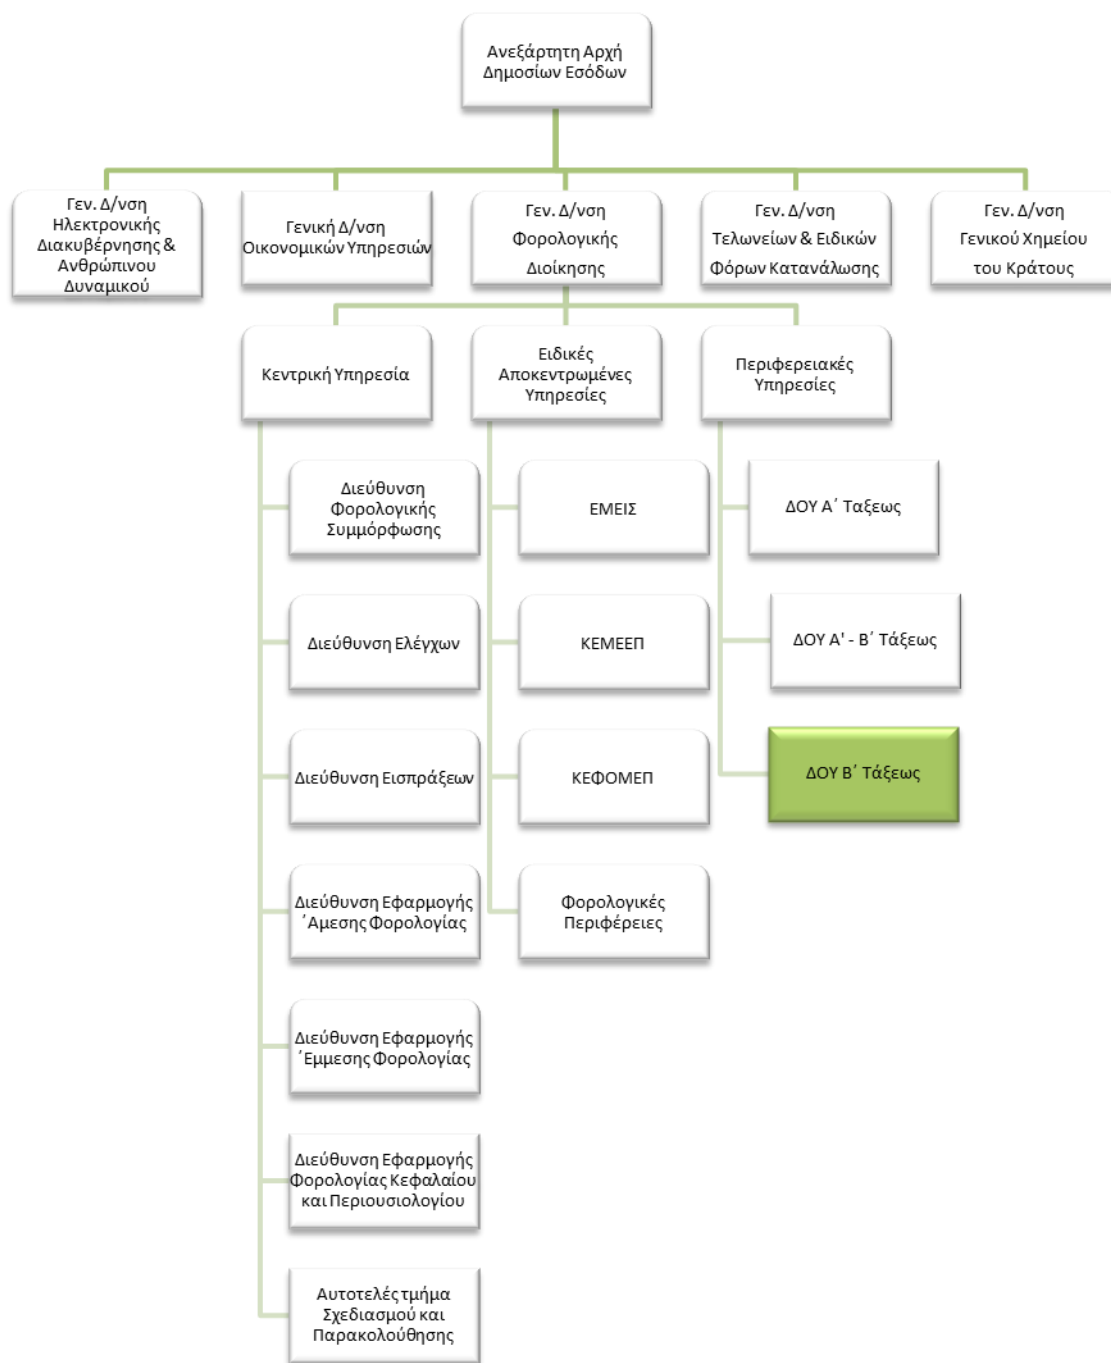 Ανεξάρτητη Αρχή
Δημοσίων Εσόδων
Γεν. Δ/νση
Ηλεκτρονικής
Διακυβέρνησης &
Ανθρώπινου
Δυναμικού
Γενική Δ/νση
Οικονομικών Υπηρεσιών
Γεν. Δ/νση
Φορολογικής
Διοίκησης
Γεν. Δ/νση
Τελωνείων & Ειδικών
Φόρων Κατανάλωσης
Γεν. Δ/νση
Γενικού Χημείου
του Κράτους
Κεντρική Υπηρεσία
Ειδικές
Αποκεντρωμένες
Υπηρεσίες
Περιφερειακές
Υπηρεσίες
Διεύθυνση
Φορολογικής
Συμμόρφωσης
ΕΜΕΙΣ
ΔΟΥ Α΄ Ταξεως
Διεύθυνση Ελέγχων
ΚΕΜΕΕΠ
ΔΟΥ Α' - Β΄ Τάξεως
Διεύθυνση Εισπράξεων
ΚΕΦΟΜΕΠ
ΔΟΥ Β΄ Τάξεως
Διεύθυνση Εφαρμογής
΄Αμεσης Φορολογίας
Φορολογικές
Περιφέρειες
Διεύθυνση Εφαρμογής
΄Εμμεσης Φορολογίας
Διεύθυνση Εφαρμογής
Φορολογίας Κεφαλαίου
και Περιουσιολογίου
Αυτοτελές τμήμα
Σχεδιασμού και
Παρακολούθησης